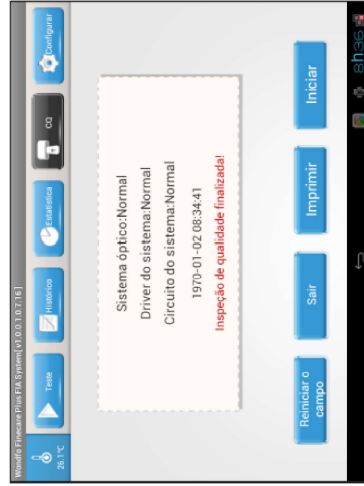 Wondfo Finecare Plus FIA System[ v1.0.0.1.0.7.16 ]
26.1℃
Teste
Histórico
Estatística
CQ
Configurar
Sistema óptico:Normal
Driver do sistema:Normal
Circuito do sistema:Normal
1970-01-02 08:34:41
Inspeção de qualidade finalizada!
Reiniciar o
campo
Sair
Imprimir
Iniciar
8h36